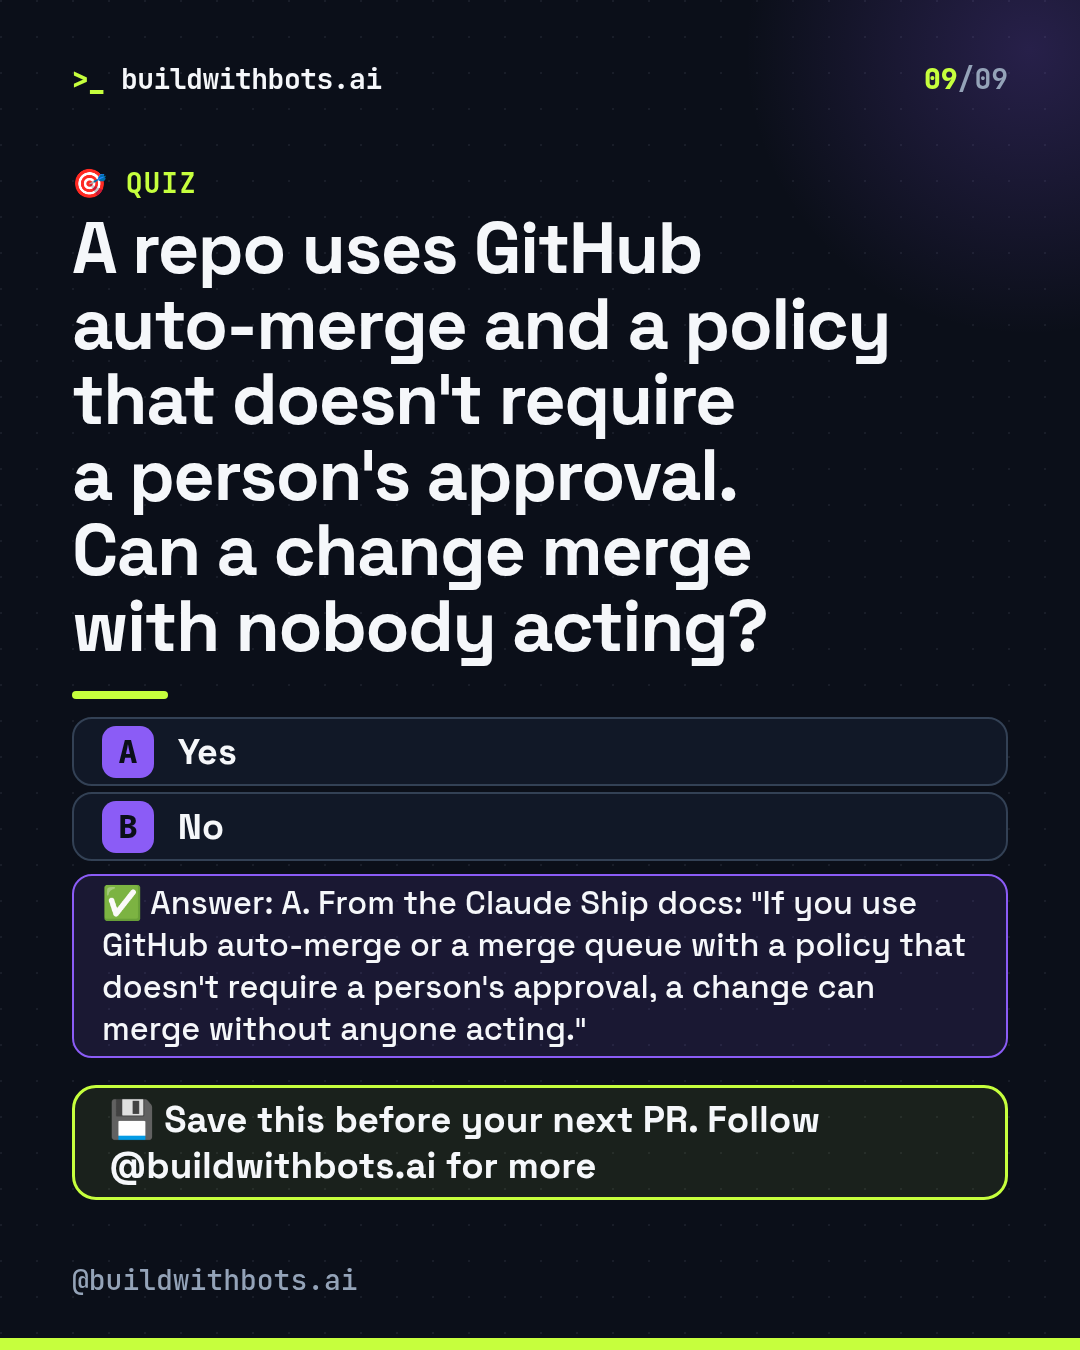 >_ buildwithbots.ai
09/09
🎯 QUIZ
A repo uses GitHub
auto-merge and a policy
that doesn't require
a person's approval.
Can a change merge
with nobody acting?
A Yes
B No
✅ Answer: A. From the Claude Ship docs: "If you use
GitHub auto-merge or a merge queue with a policy that
doesn't require a person's approval, a change can
merge without anyone acting."
💾 Save this before your next PR. Follow
@buildwithbots.ai for more
@buildwithbots.ai